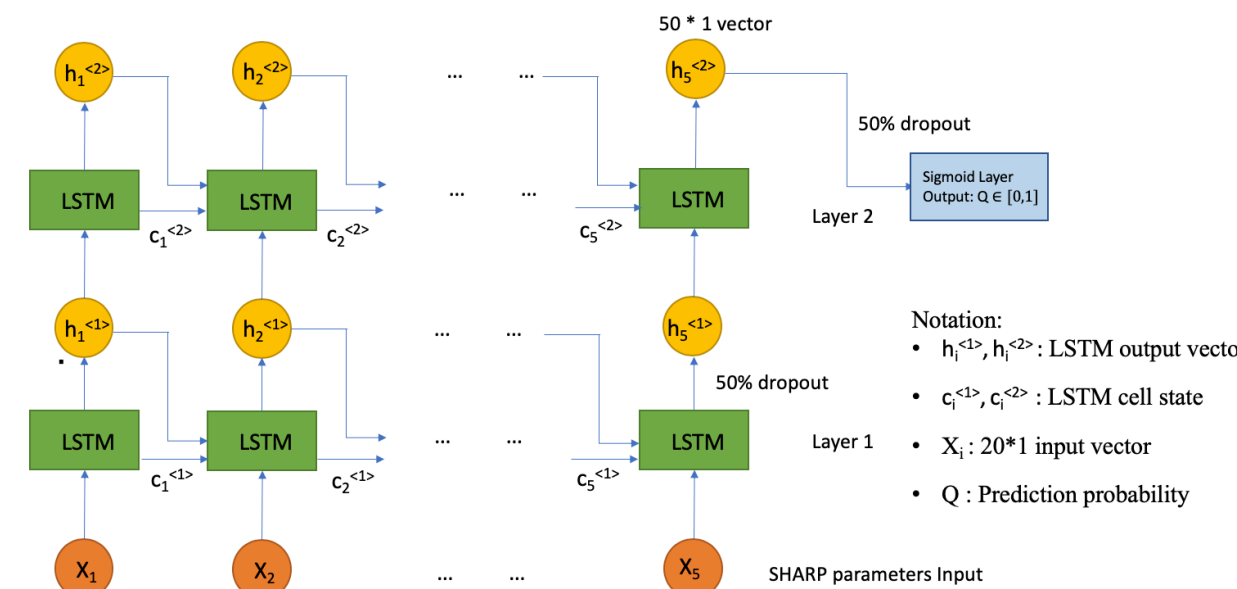 50 * 1 vector
h₁<2> h₂<2> ... ... h₅<2>
50% dropout
LSTM LSTM ... ... LSTM
Sigmoid Layer
Output: Q ∈ [0,1]
c₁<2> c₂<2> c₅<2>
Layer 2
h₁<1> h₂<1> ... ... h₅<1>
50% dropout
LSTM LSTM ... ... LSTM
Layer 1
c₁<1> c₂<1> c₅<1>
X₁ X₂ ... ... X₅
SHARP parameters Input
Notation:
• hᵢ<1>, hᵢ<2> : LSTM output vecto
• cᵢ<1>, cᵢ<2> : LSTM cell state
• Xᵢ : 20*1 input vector
• Q : Prediction probability